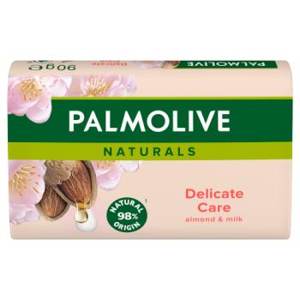 90g e
PALMOLIVE
NATURALS
Delicate
Care
almond & milk
NATURAL
98%
ORIGIN